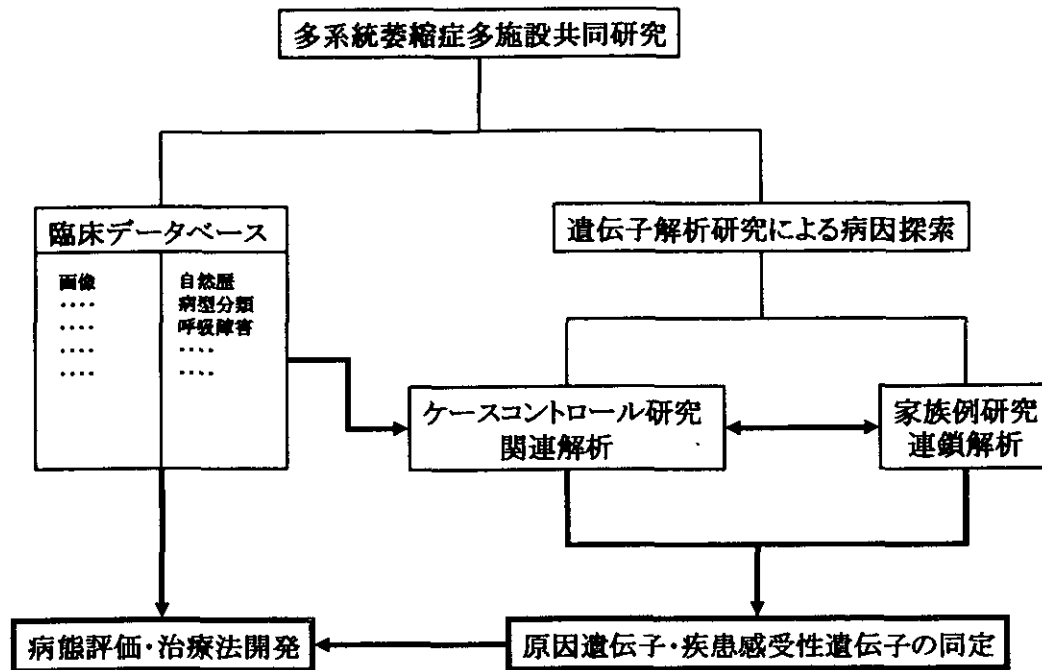 多系統萎縮症多施設共同研究
臨床データベース
画像
････
････
････
････
自然歴
病型分類
呼吸障害
････
････
遺伝子解析研究による病因探索
ケースコントロール研究
関連解析
家族例研究
連鎖解析
病態評価･治療法開発
原因遺伝子･疾患感受性遺伝子の同定